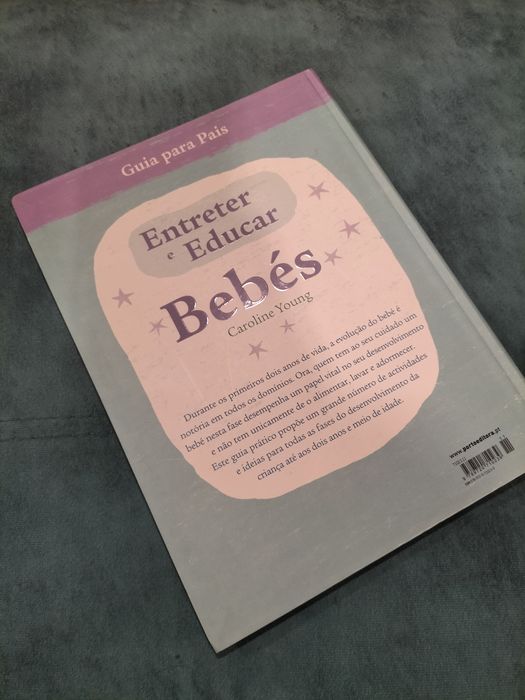 Guia para Pais
Entreter
e Educar
Bebés
Caroline Young
Durante os primeiros dois anos de vida, a evolução do bebé é
notória em todos os domínios. Ora, quem tem ao seu cuidado um
bebé nesta fase desempenha um papel vital no seu desenvolvimento
e não tem unicamente de o alimentar, lavar e adormecer.
Este guia prático propõe um grande número de actividades
e ideias para todas as fases do desenvolvimento da
criança até aos dois anos e meio de idade.
www.portoeditora.pt